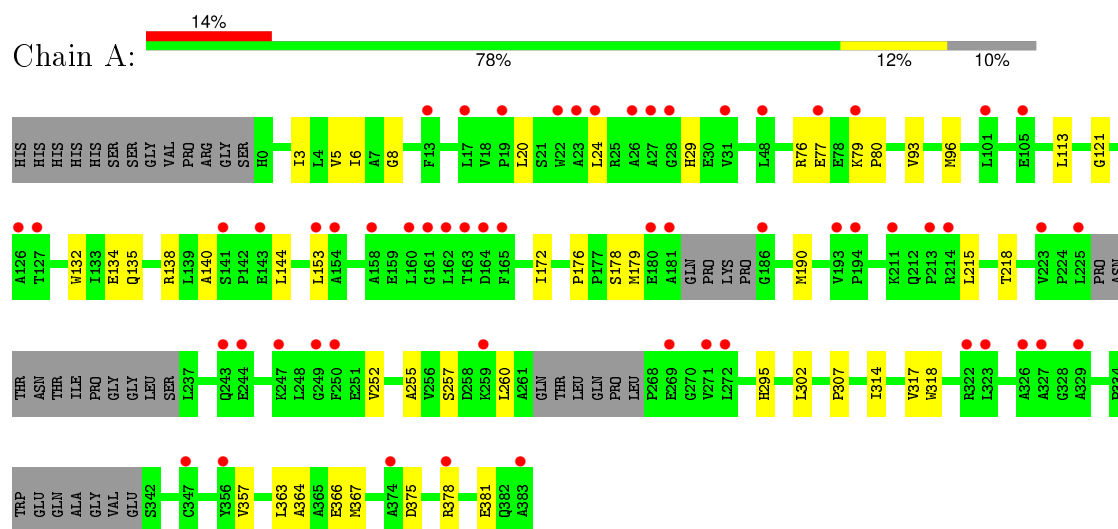 14%
Chain A:
78% 12% 10%
HIS HIS HIS HIS HIS SER SER GLY VAL PRO ARG GLY SER H0 I3 L4 V5 I6 A7 G8 F13 L17 V18 P19 L20 S21 W22 A23 L24 R25 A26 A27 G28 H29 E30 V31 L48 R76 E77 E78 K79 P80 V93 M96 L101 E105 L113 G121
A126 T127 W132 I133 E134 Q135 R138 L139 A140 S141 P142 E143 L144 L153 A154 A158 E159 L160 G161 L162 T163 D164 F165 I172 P176 P177 S178 M179 E180 A181 GLN PRO LYS PRO G186 M190 V193 P194 K211 Q212 P213 R214 L215 T218 V223 P224 L225 PRO ASN
THR ASN THR ILE PRO GLY GLY LEU SER L237 Q243 E244 K247 L248 G249 F250 E251 V252 A255 V256 S257 D258 K259 L260 A261 GLN THR LEU GLN PRO LEU P268 E269 G270 V271 L272 H295 L302 P307 I314 V317 W318 R322 L323 A326 A327 G328 A329 P334
TRP GLU GLN ALA GLY VAL GLU S342 C347 Y356 V357 L363 A364 A365 E366 M367 A374 D375 R378 E381 Q382 A383